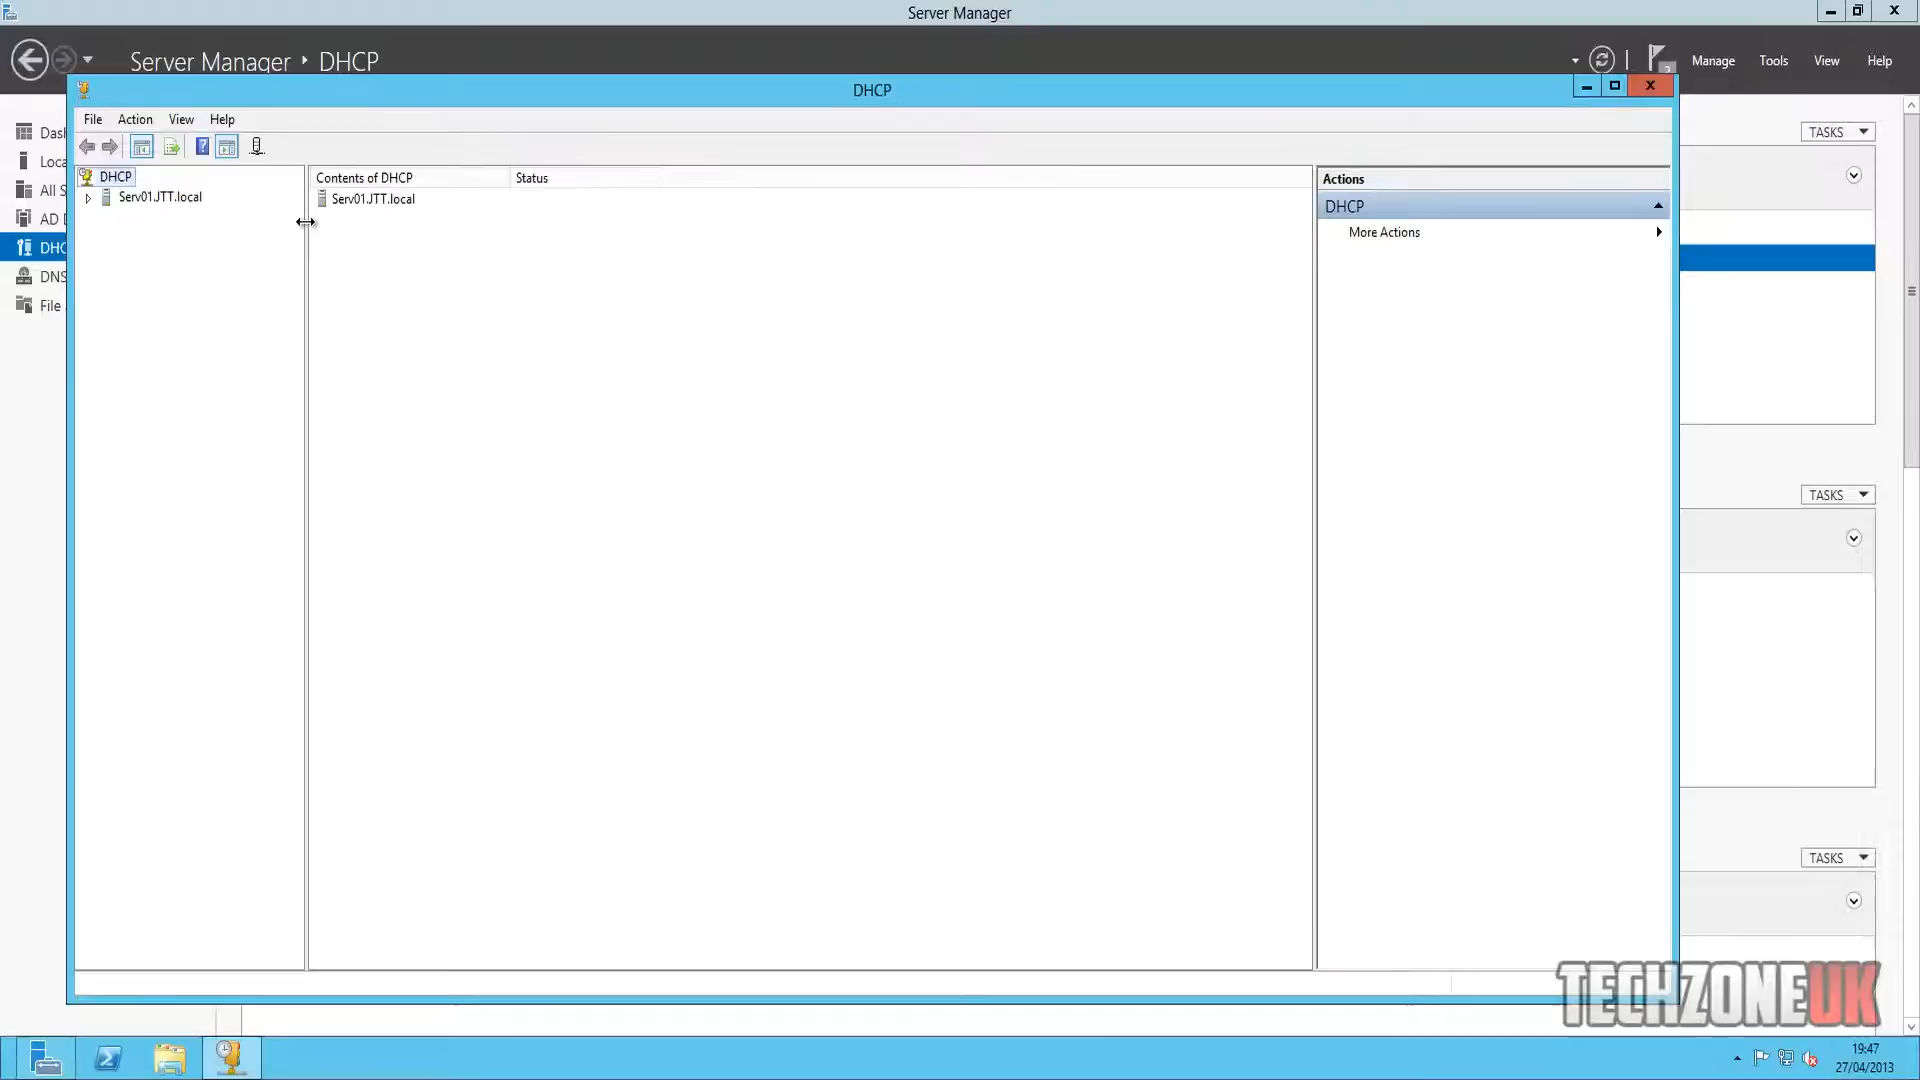 Server Manager
Server Manager ‣ DHCP
Manage Tools View Help
DHCP
File Action View Help
Dash
Loca
All S
AD D
DHC
DNS
File
DHCP
Serv01.JTT.local
Contents of DHCP Status
Serv01.JTT.local
Actions
DHCP
More Actions
TASKS
TASKS
TASKS
TECHZONEUK
19:47
27/04/2013